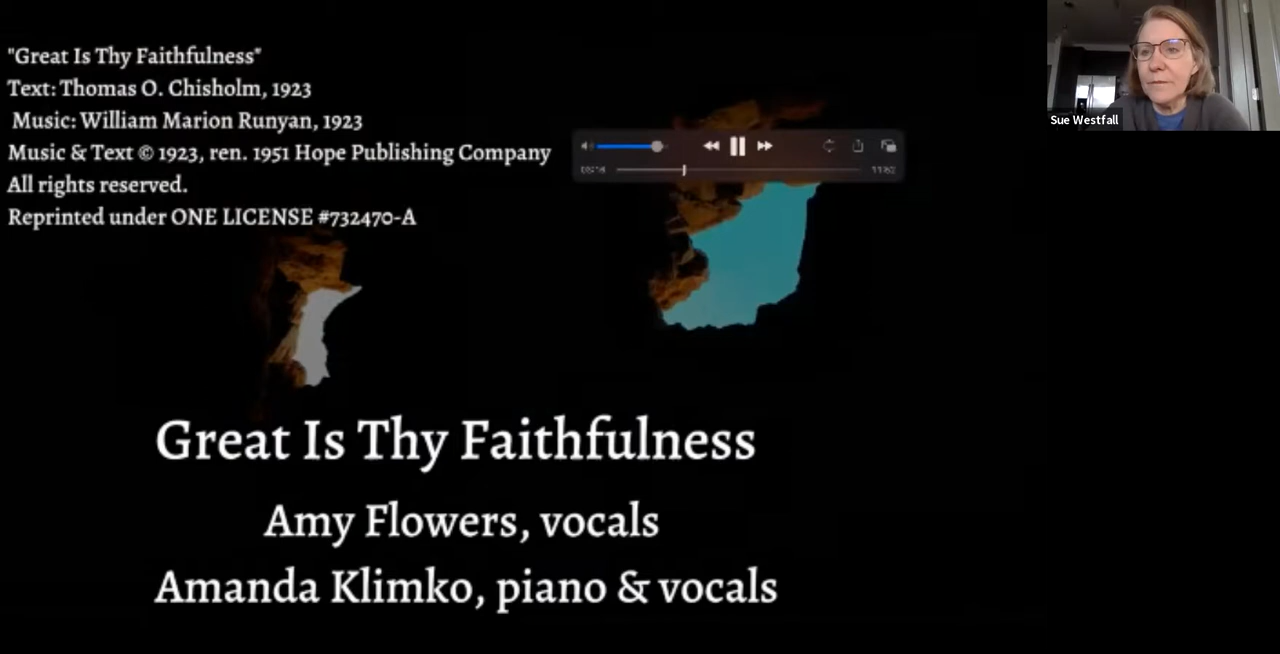 "Great Is Thy Faithfulness"
Text: Thomas O. Chisholm, 1923
Music: William Marion Runyan, 1923
Music & Text © 1923, ren. 1951 Hope Publishing Company
All rights reserved.
Reprinted under ONE LICENSE #732470-A
Sue Westfall
Great Is Thy Faithfulness
Amy Flowers, vocals
Amanda Klimko, piano & vocals